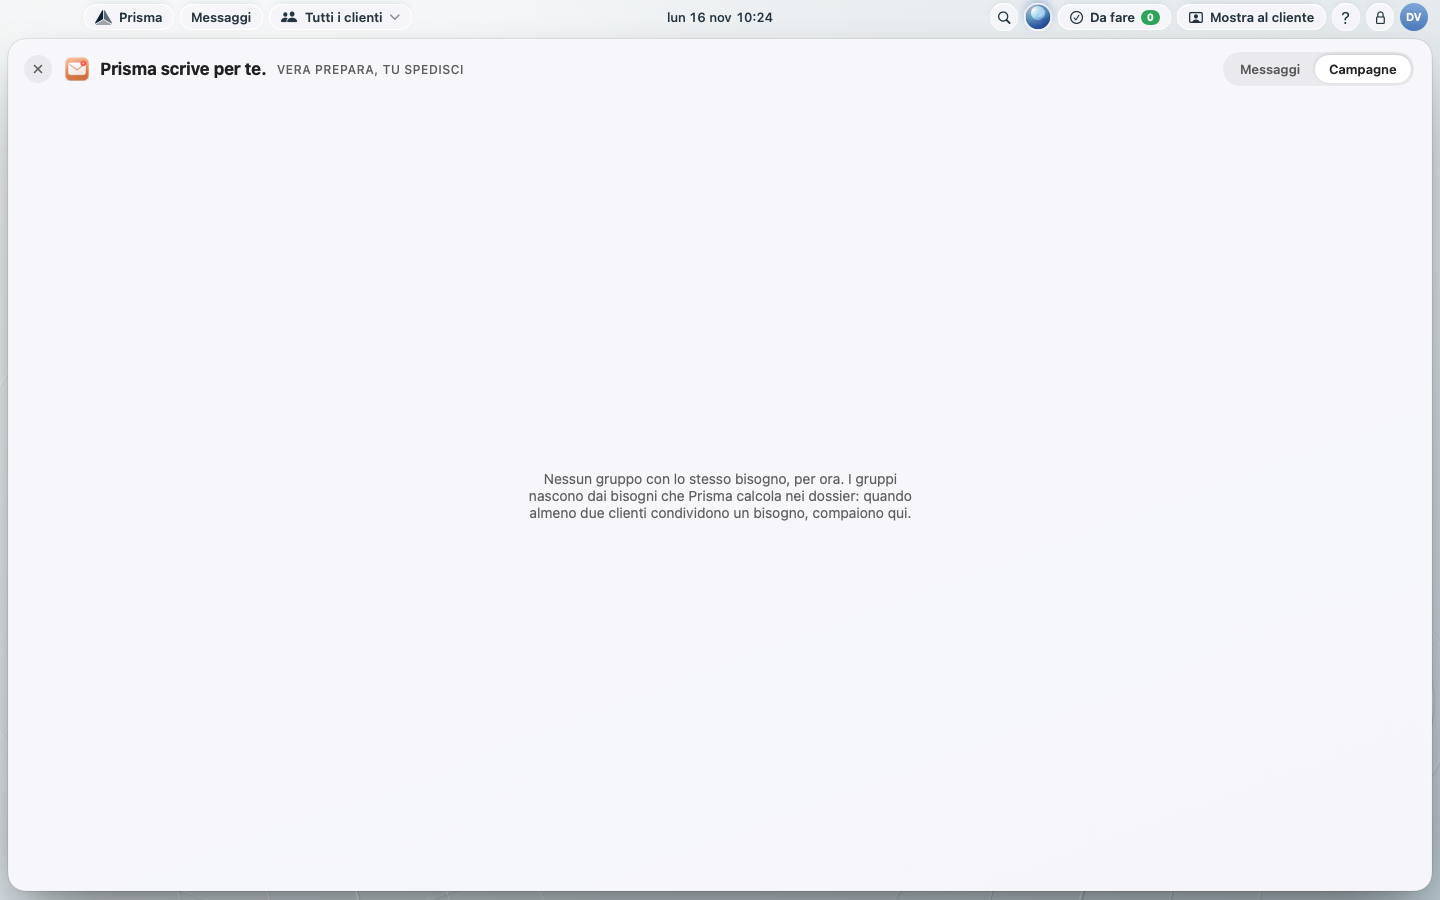 Prisma
Messaggi
Tutti i clienti
lun 16 nov 10:24
Da fare 0
Mostra al cliente
?
DV
Prisma scrive per te. VERA PREPARA, TU SPEDISCI
Messaggi
Campagne
Nessun gruppo con lo stesso bisogno, per ora. I gruppi
nascono dai bisogni che Prisma calcola nei dossier: quando
almeno due clienti condividono un bisogno, compaiono qui.